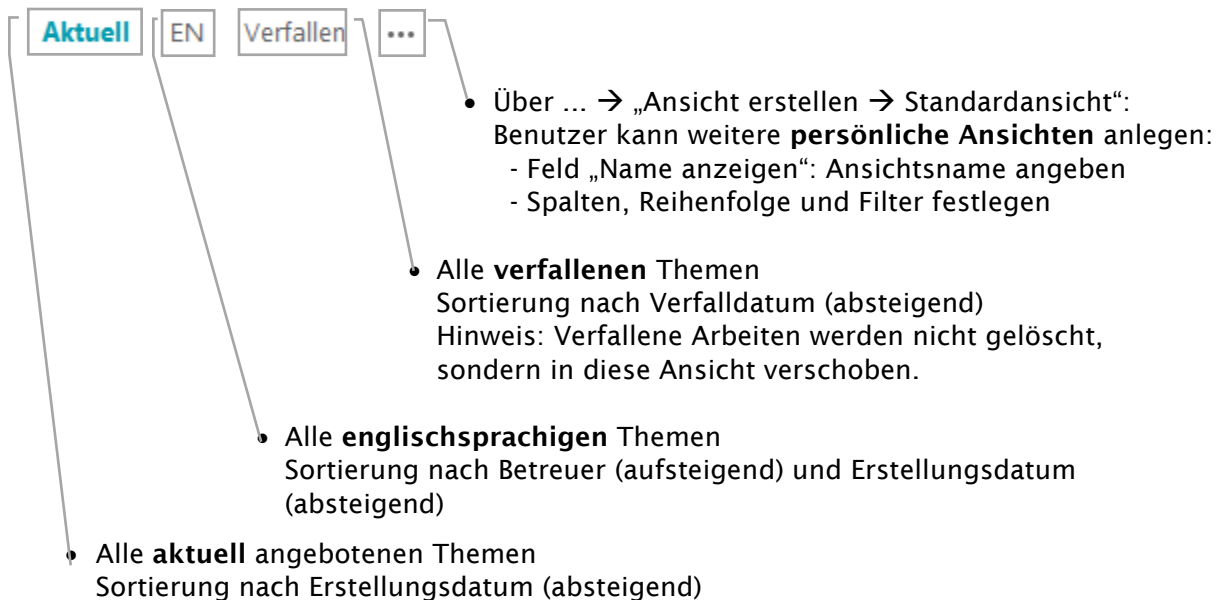 Aktuell EN Verfallen ...
• Über ... → „Ansicht erstellen → Standardansicht“:
Benutzer kann weitere persönliche Ansichten anlegen:
- Feld „Name anzeigen“: Ansichtsname angeben
- Spalten, Reihenfolge und Filter festlegen
• Alle verfallenen Themen
Sortierung nach Verfalldatum (absteigend)
Hinweis: Verfallene Arbeiten werden nicht gelöscht,
sondern in diese Ansicht verschoben.
• Alle englischsprachigen Themen
Sortierung nach Betreuer (aufsteigend) und Erstellungsdatum
(absteigend)
• Alle aktuell angebotenen Themen
Sortierung nach Erstellungsdatum (absteigend)